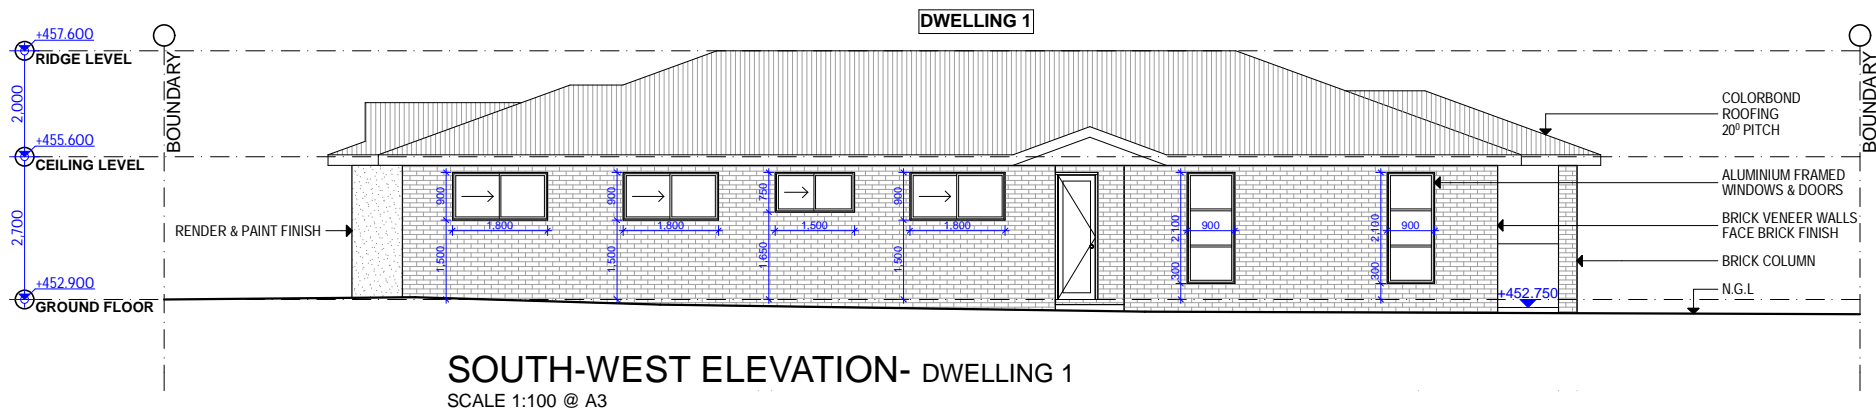 DWELLING 1
+457.600
RIDGE LEVEL
2,000
+455.600
CEILING LEVEL
2,700
+452.900
GROUND FLOOR
BOUNDARY
RENDER & PAINT FINISH
900
1,800
1,500
900
1,800
1,500
750
1,500
1,650
900
1,800
1,500
2,100
900
300
2,100
900
300
+452.750
COLORBOND
ROOFING
20⁰ PITCH
ALUMINIUM FRAMED
WINDOWS & DOORS
BRICK VENEER WALLS
FACE BRICK FINISH
BRICK COLUMN
N.G.L
BOUNDARY
SOUTH-WEST ELEVATION- DWELLING 1
SCALE 1:100 @ A3